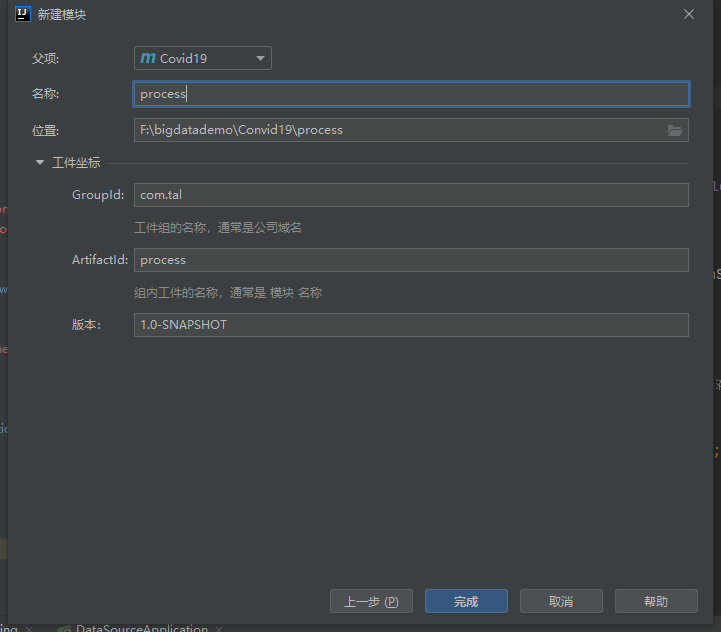 新建模块
父项:
Covid19
名称:
process
位置:
F:\bigdatademo\Convid19\process
工件坐标
GroupId:
com.tal
工件组的名称，通常是公司域名
ArtifactId:
process
组内工件的名称，通常是 模块 名称
版本:
1.0-SNAPSHOT
上一步 (P)
完成
取消
帮助
DataSourceApplication